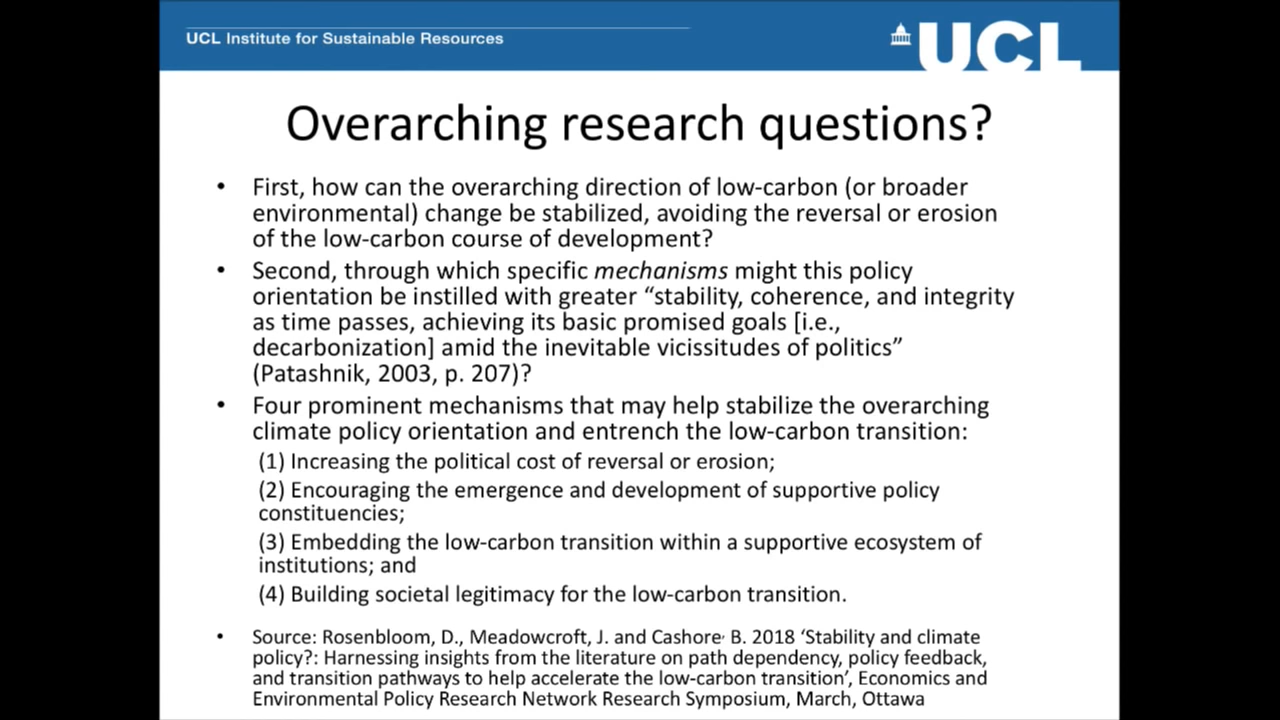 UCL Institute for Sustainable Resources
UCL
Overarching research questions?
• First, how can the overarching direction of low-carbon (or broader
environmental) change be stabilized, avoiding the reversal or erosion
of the low-carbon course of development?
• Second, through which specific mechanisms might this policy
orientation be instilled with greater “stability, coherence, and integrity
as time passes, achieving its basic promised goals [i.e.,
decarbonization] amid the inevitable vicissitudes of politics”
(Patashnik, 2003, p. 207)?
• Four prominent mechanisms that may help stabilize the overarching
climate policy orientation and entrench the low-carbon transition:
(1) Increasing the political cost of reversal or erosion;
(2) Encouraging the emergence and development of supportive policy
constituencies;
(3) Embedding the low-carbon transition within a supportive ecosystem of
institutions; and
(4) Building societal legitimacy for the low-carbon transition.
• Source: Rosenbloom, D., Meadowcroft, J. and Cashore, B. 2018 ‘Stability and climate
policy?: Harnessing insights from the literature on path dependency, policy feedback,
and transition pathways to help accelerate the low-carbon transition’, Economics and
Environmental Policy Research Network Research Symposium, March, Ottawa